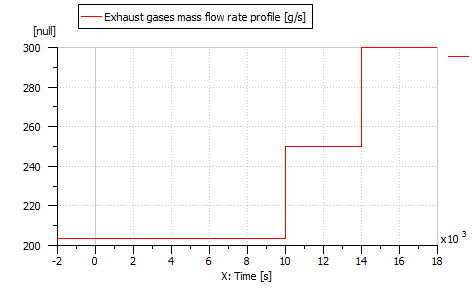 Exhaust gases mass flow rate profile [g/s]
[null]
300
280
260
240
220
200
-2 0 2 4 6 8 10 12 14 16 18
x10 3
X: Time [s]